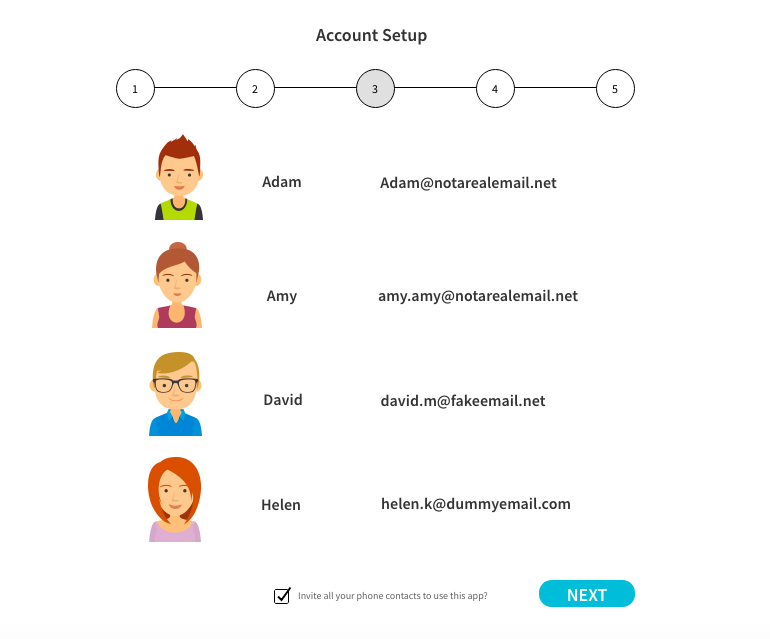 Account Setup
1 2 3 4 5
Adam Adam@notarealemail.net
Amy amy.amy@notarealemail.net
David david.m@fakeemail.net
Helen helen.k@dummyemail.com
Invite all your phone contacts to use this app? NEXT